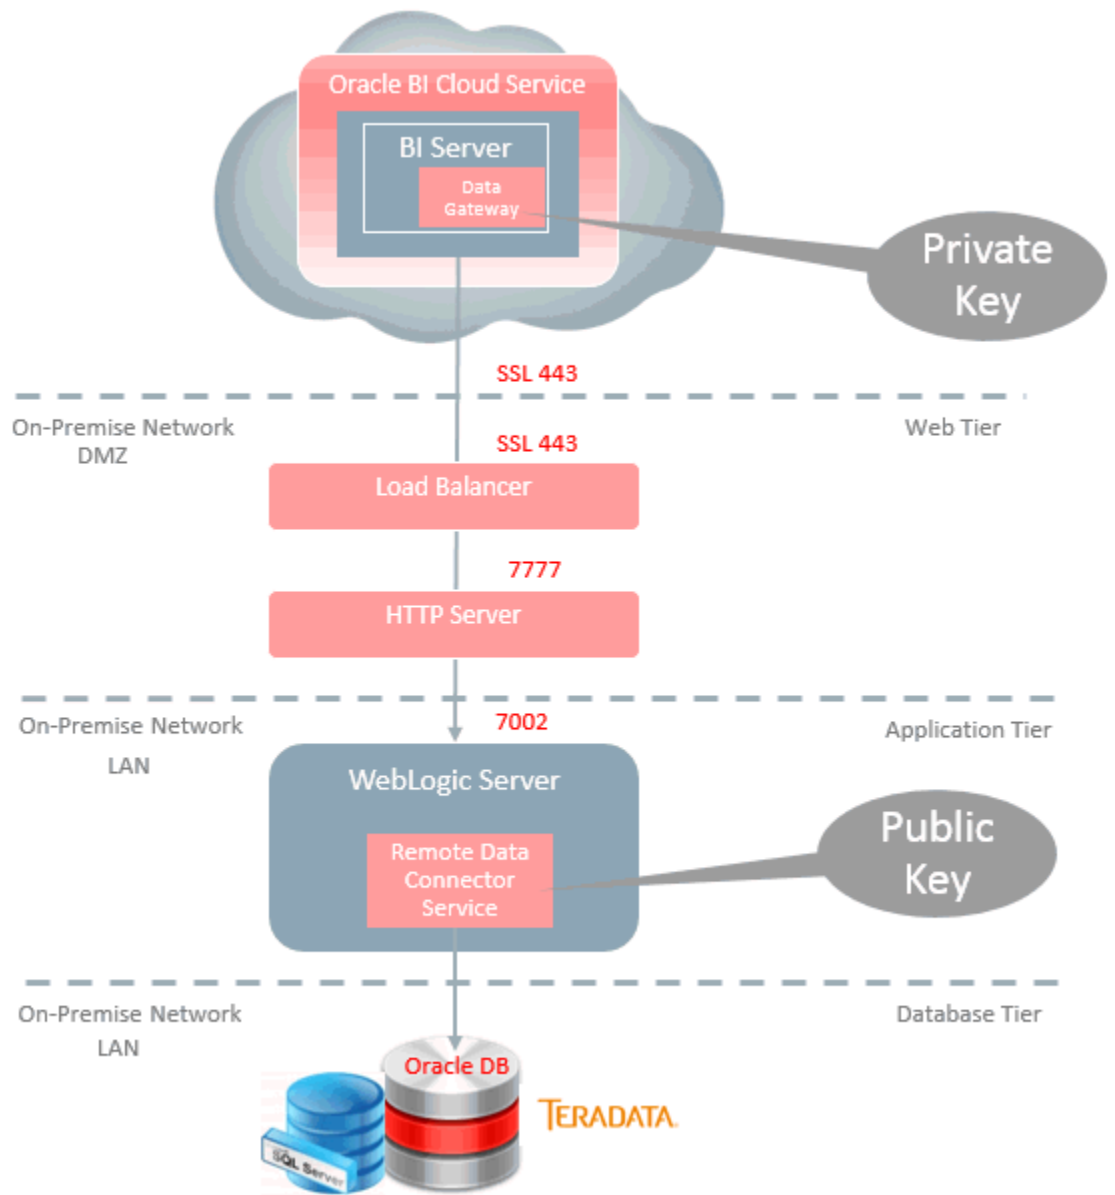 Oracle BI Cloud Service
BI Server
Data
Gateway
Private
Key
SSL 443
On-Premise Network
DMZ
Web Tier
SSL 443
Load Balancer
7777
HTTP Server
On-Premise Network
LAN
7002
Application Tier
WebLogic Server
Remote Data
Connector
Service
Public
Key
On-Premise Network
LAN
Database Tier
Oracle DB
SQL Server
TERADATA